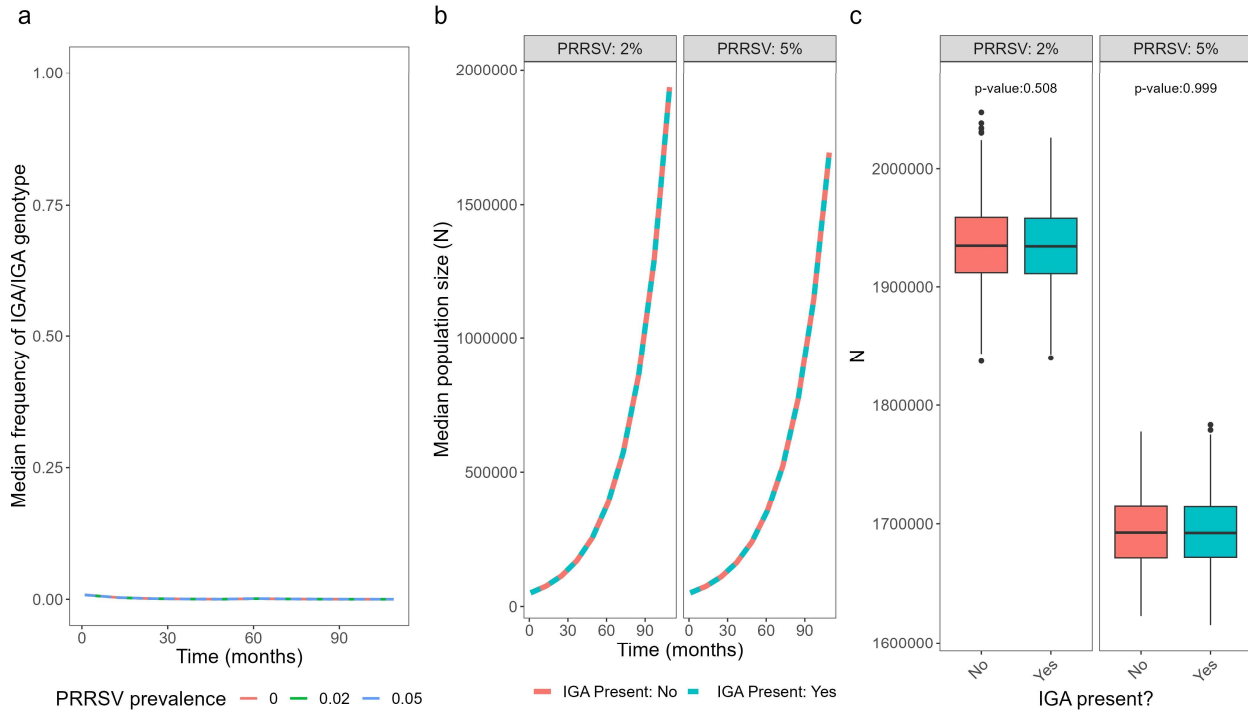 a
Median frequency of IGA/IGA genotype
1.00
0.75
0.50
0.25
0.00
0
30
60
90
Time (months)
PRRSV prevalence
0
0.02
0.05
b
PRRSV: 2%
PRRSV: 5%
Median population size (N)
2000000
1500000
1000000
500000
0
0
30
60
90
0
30
60
90
Time (months)
IGA Present: No
IGA Present: Yes
c
PRRSV: 2%
PRRSV: 5%
p-value:0.508
p-value:0.999
N
2000000
1900000
1800000
1700000
1600000
No
Yes
No
Yes
IGA present?